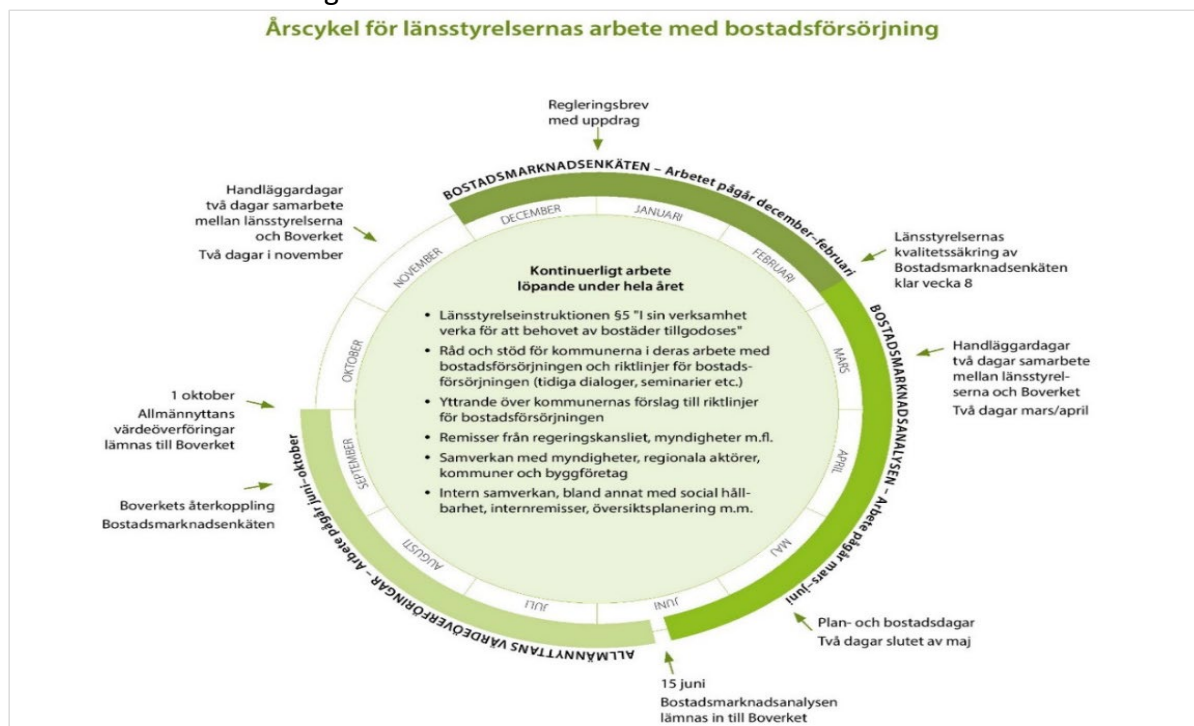 Årscykel för länsstyrelsernas arbete med bostadsförsörjning
Regleringsbrev
med uppdrag
BOSTADSMARKNADSENKÄTEN – Arbetet pågår december–februari
Handläggardagar
två dagar samarbete
mellan länsstyrelserna
och Boverket
Två dagar i november
DECEMBER
JANUARI
FEBRUARI
MARS
APRIL
MAJ
JUNI
JULI
AUGUSTI
SEPTEMBER
OKTOBER
NOVEMBER
Länsstyrelsernas
kvalitetssäkring av
Bostadsmarknadsenkäten
klar vecka 8
BOSTADSMARKNADSANALYSEN – Arbete pågår mars–juni
Handläggardagar
två dagar samarbete
mellan länsstyrel-
serna och Boverket
Två dagar mars/april
Kontinuerligt arbete
löpande under hela året
• Länsstyrelseinstruktionen §5 "I sin verksamhet
verka för att behovet av bostäder tillgodoses"
• Råd och stöd för kommunerna i deras arbete med
bostadsförsörjningen och riktlinjer för bostads-
försörjningen (tidiga dialoger, seminarier etc.)
• Yttrande över kommunernas förslag till riktlinjer
för bostadsförsörjningen
• Remisser från regeringskansliet, myndigheter m.fl.
• Samverkan med myndigheter, regionala aktörer,
kommuner och byggföretag
• Intern samverkan, bland annat med social håll-
barhet, internremisser, översiktsplanering m.m.
1 oktober
Allmännyttans
värdeöverföringar
lämnas till Boverket
Boverkets återkoppling
Bostadsmarknadsenkäten
ALLMÄNNYTTANS VÄRDEÖVERFÖRINGAR – Arbete pågår juni–oktober
Plan- och bostadsdagar
Två dagar slutet av maj
15 juni
Bostadsmarknadsanalysen
lämnas in till Boverket